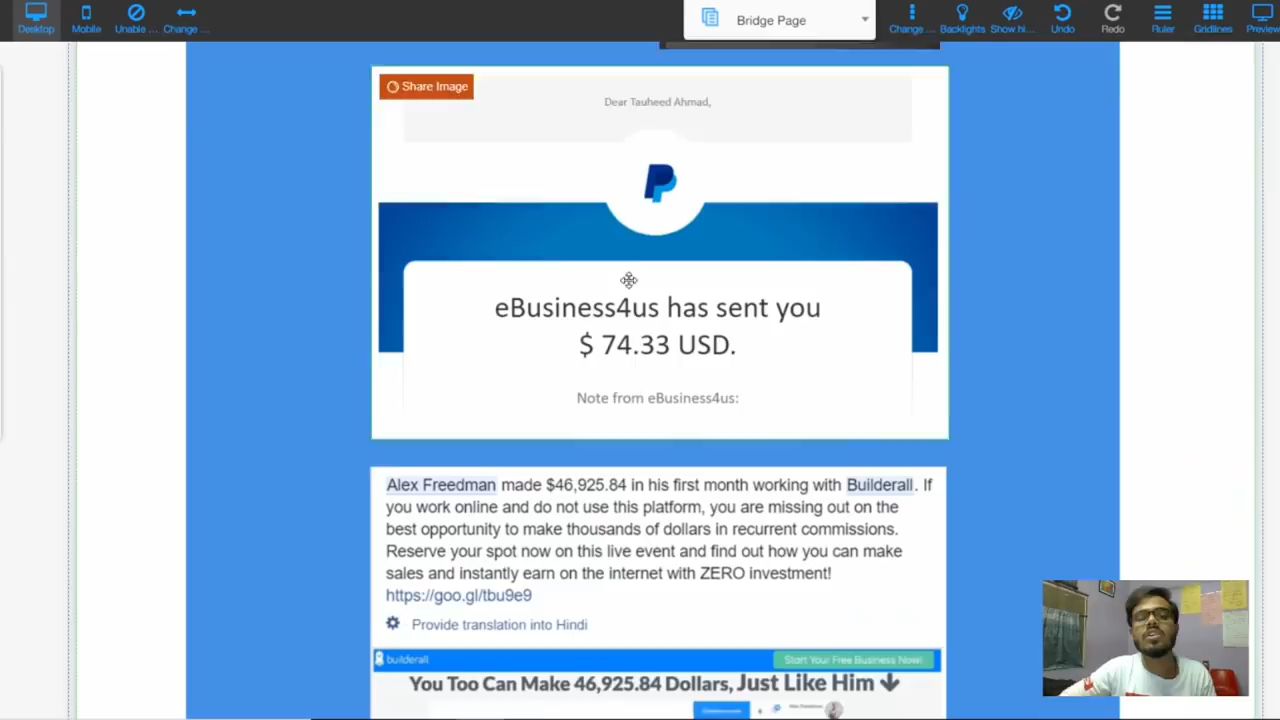 Desktop Mobile Unable ... Change ... Bridge Page Change ... Backlights Show hi... Undo Redo Ruler Gridlines Preview
Share Image
Dear Tauheed Ahmad,
eBusiness4us has sent you
$ 74.33 USD.
Note from eBusiness4us:
Alex Freedman made $46,925.84 in his first month working with Builderall. If
you work online and do not use this platform, you are missing out on the
best opportunity to make thousands of dollars in recurrent commissions.
Reserve your spot now on this live event and find out how you can make
sales and instantly earn on the internet with ZERO investment!
https://goo.gl/tbu9e9
Provide translation into Hindi
builderall Start Your Free Business Now!
You Too Can Make 46,925.84 Dollars, Just Like Him